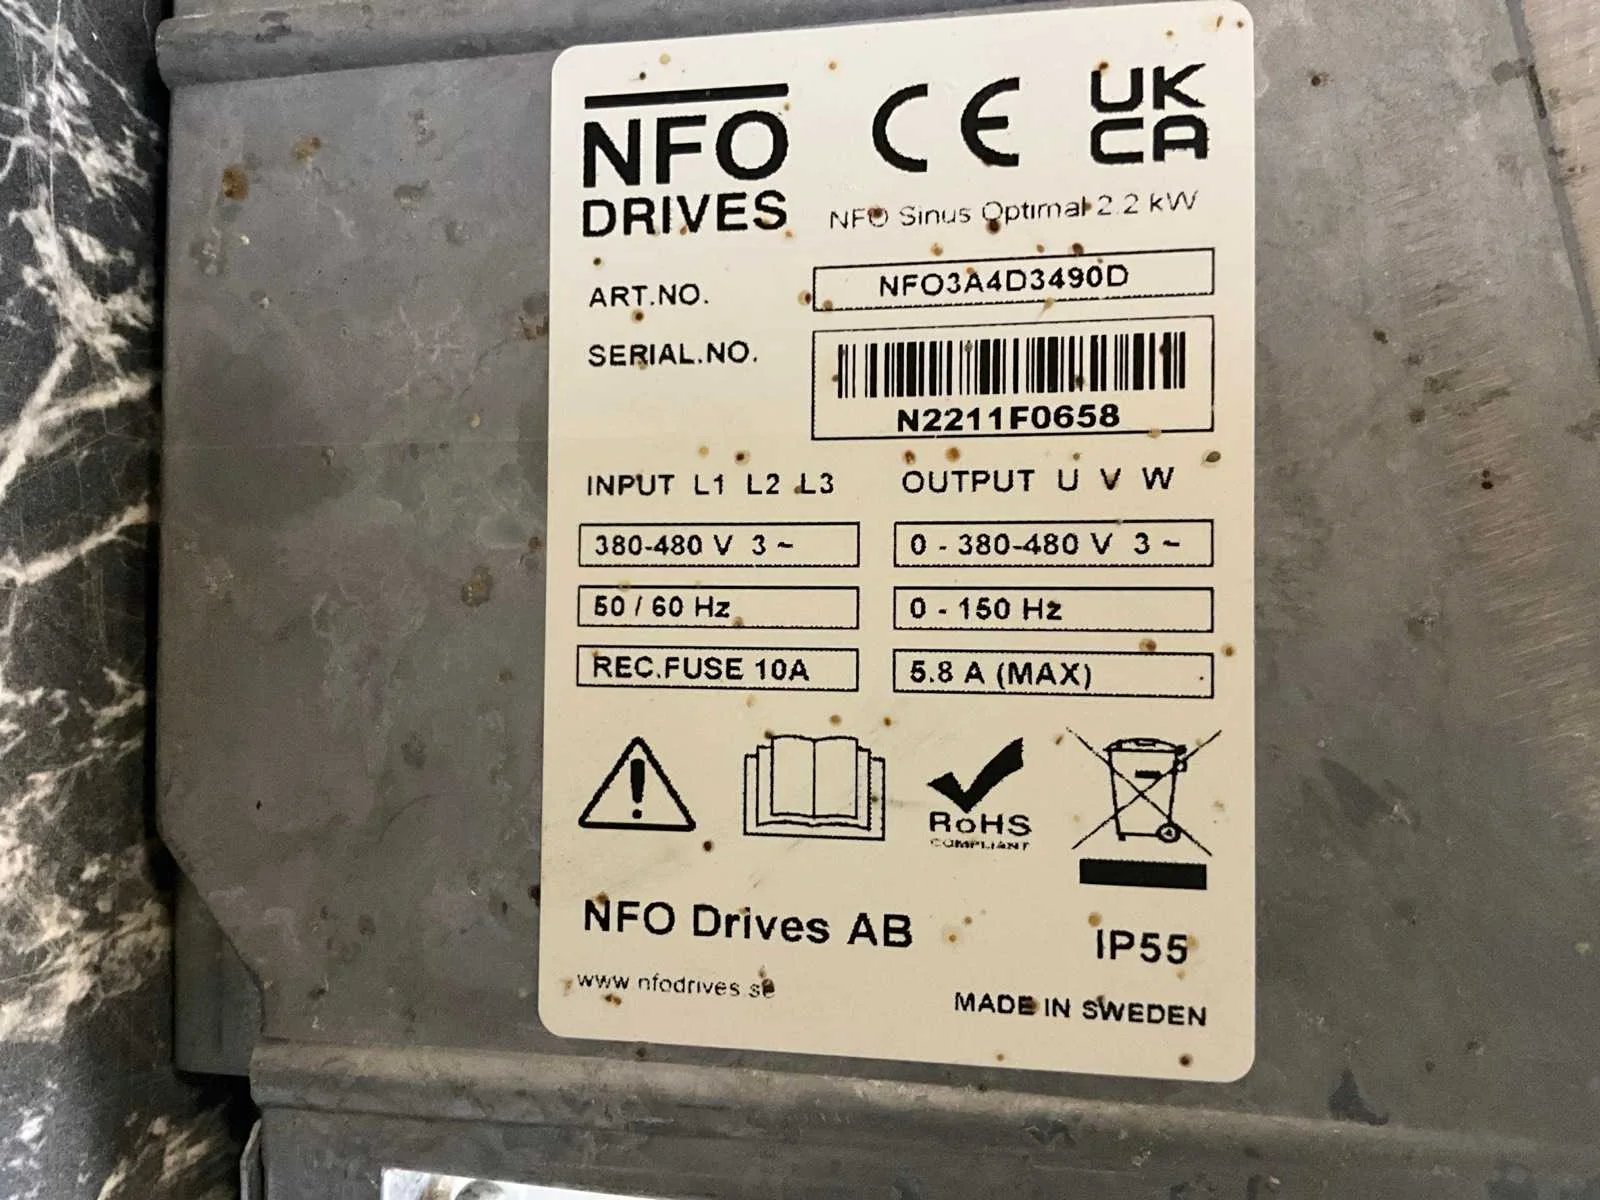 NFO
DRIVES
CE
UK
CA
NFO Sinus Optimal 2.2 kW
ART.NO. NFO3A4D3490D
SERIAL.NO.
N2211F0658
INPUT L1 L2 L3
OUTPUT U V W
380-480 V 3 ~
0 - 380-480 V 3 ~
50 / 60 Hz
0 - 150 Hz
REC.FUSE 10A
5.8 A (MAX)
RoHS
COMPLIANT
NFO Drives AB
IP55
www.nfodrives.se
MADE IN SWEDEN